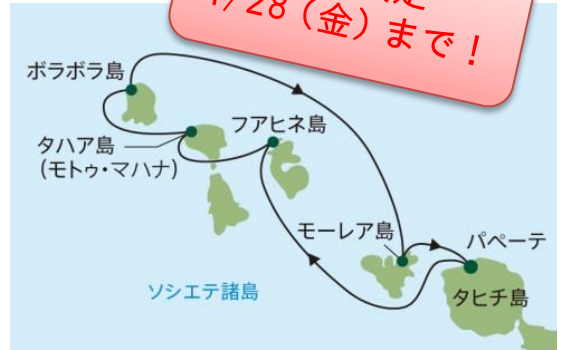 /28（金）まで！
ボラボラ島
フアヒネ島
タハア島
（モトゥ・マハナ）
モーレア島
パペーテ
タヒチ島
ソシエテ諸島